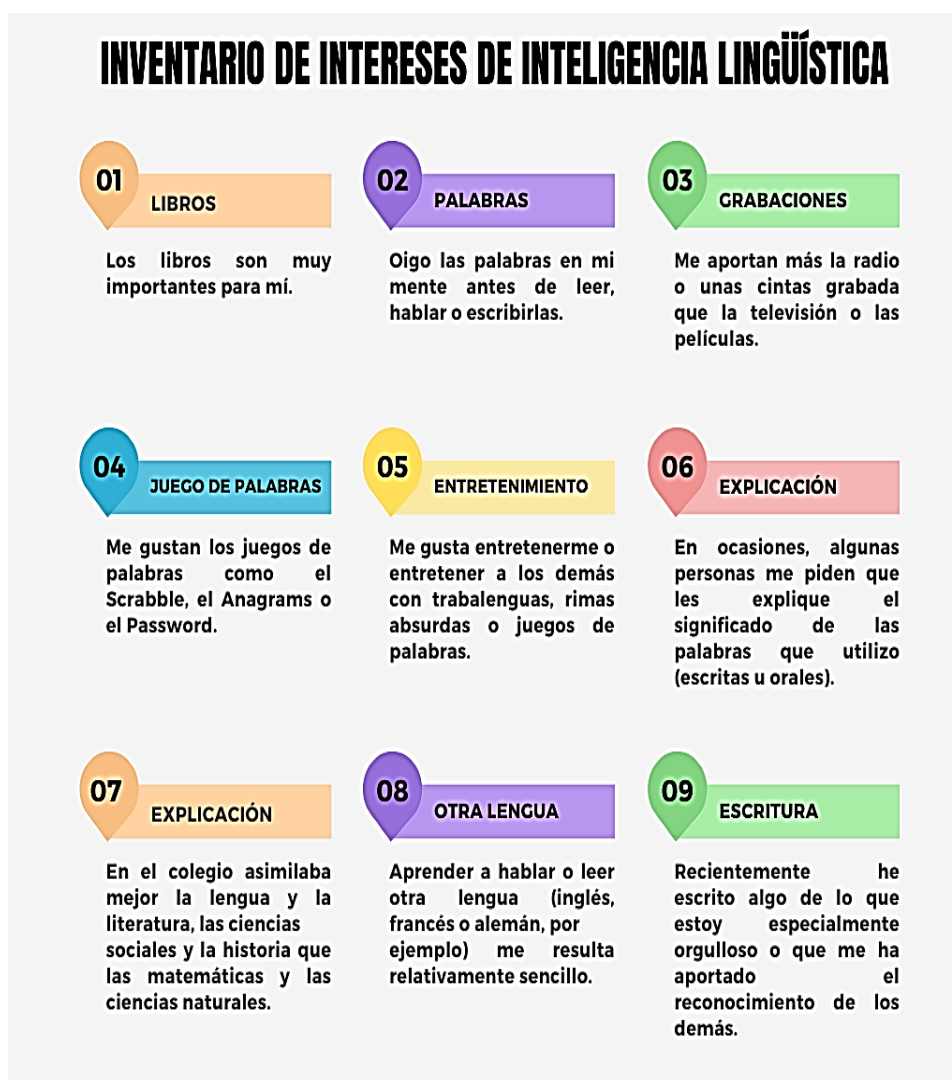 INVENTARIO DE INTERESES DE INTELIGENCIA LINGÜÍSTICA
01
LIBROS
Los libros son muy
importantes para mí.
02
PALABRAS
Oigo las palabras en mi
mente antes de leer,
hablar o escribirlas.
03
GRABACIONES
Me aportan más la radio
o unas cintas grabada
que la televisión o las
películas.
04
JUEGO DE PALABRAS
Me gustan los juegos de
palabras como el
Scrabble, el Anagrams o
el Password.
05
ENTRETENIMIENTO
Me gusta entretenerme o
entretener a los demás
con trabalenguas, rimas
absurdas o juegos de
palabras.
06
EXPLICACIÓN
En ocasiones, algunas
personas me piden que
les explique el
significado de las
palabras que utilizo
(escritas u orales).
07
EXPLICACIÓN
En el colegio asimilaba
mejor la lengua y la
literatura, las ciencias
sociales y la historia que
las matemáticas y las
ciencias naturales.
08
OTRA LENGUA
Aprender a hablar o leer
otra lengua (inglés,
francés o alemán, por
ejemplo) me resulta
relativamente sencillo.
09
ESCRITURA
Recientemente he
escrito algo de lo que
estoy especialmente
orgulloso o que me ha
aportado el
reconocimiento de los
demás.